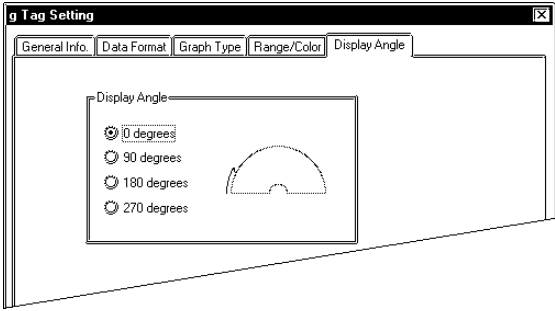 g Tag Setting
General Info. Data Format Graph Type Range/Color Display Angle
Display Angle
0 degrees
90 degrees
180 degrees
270 degrees